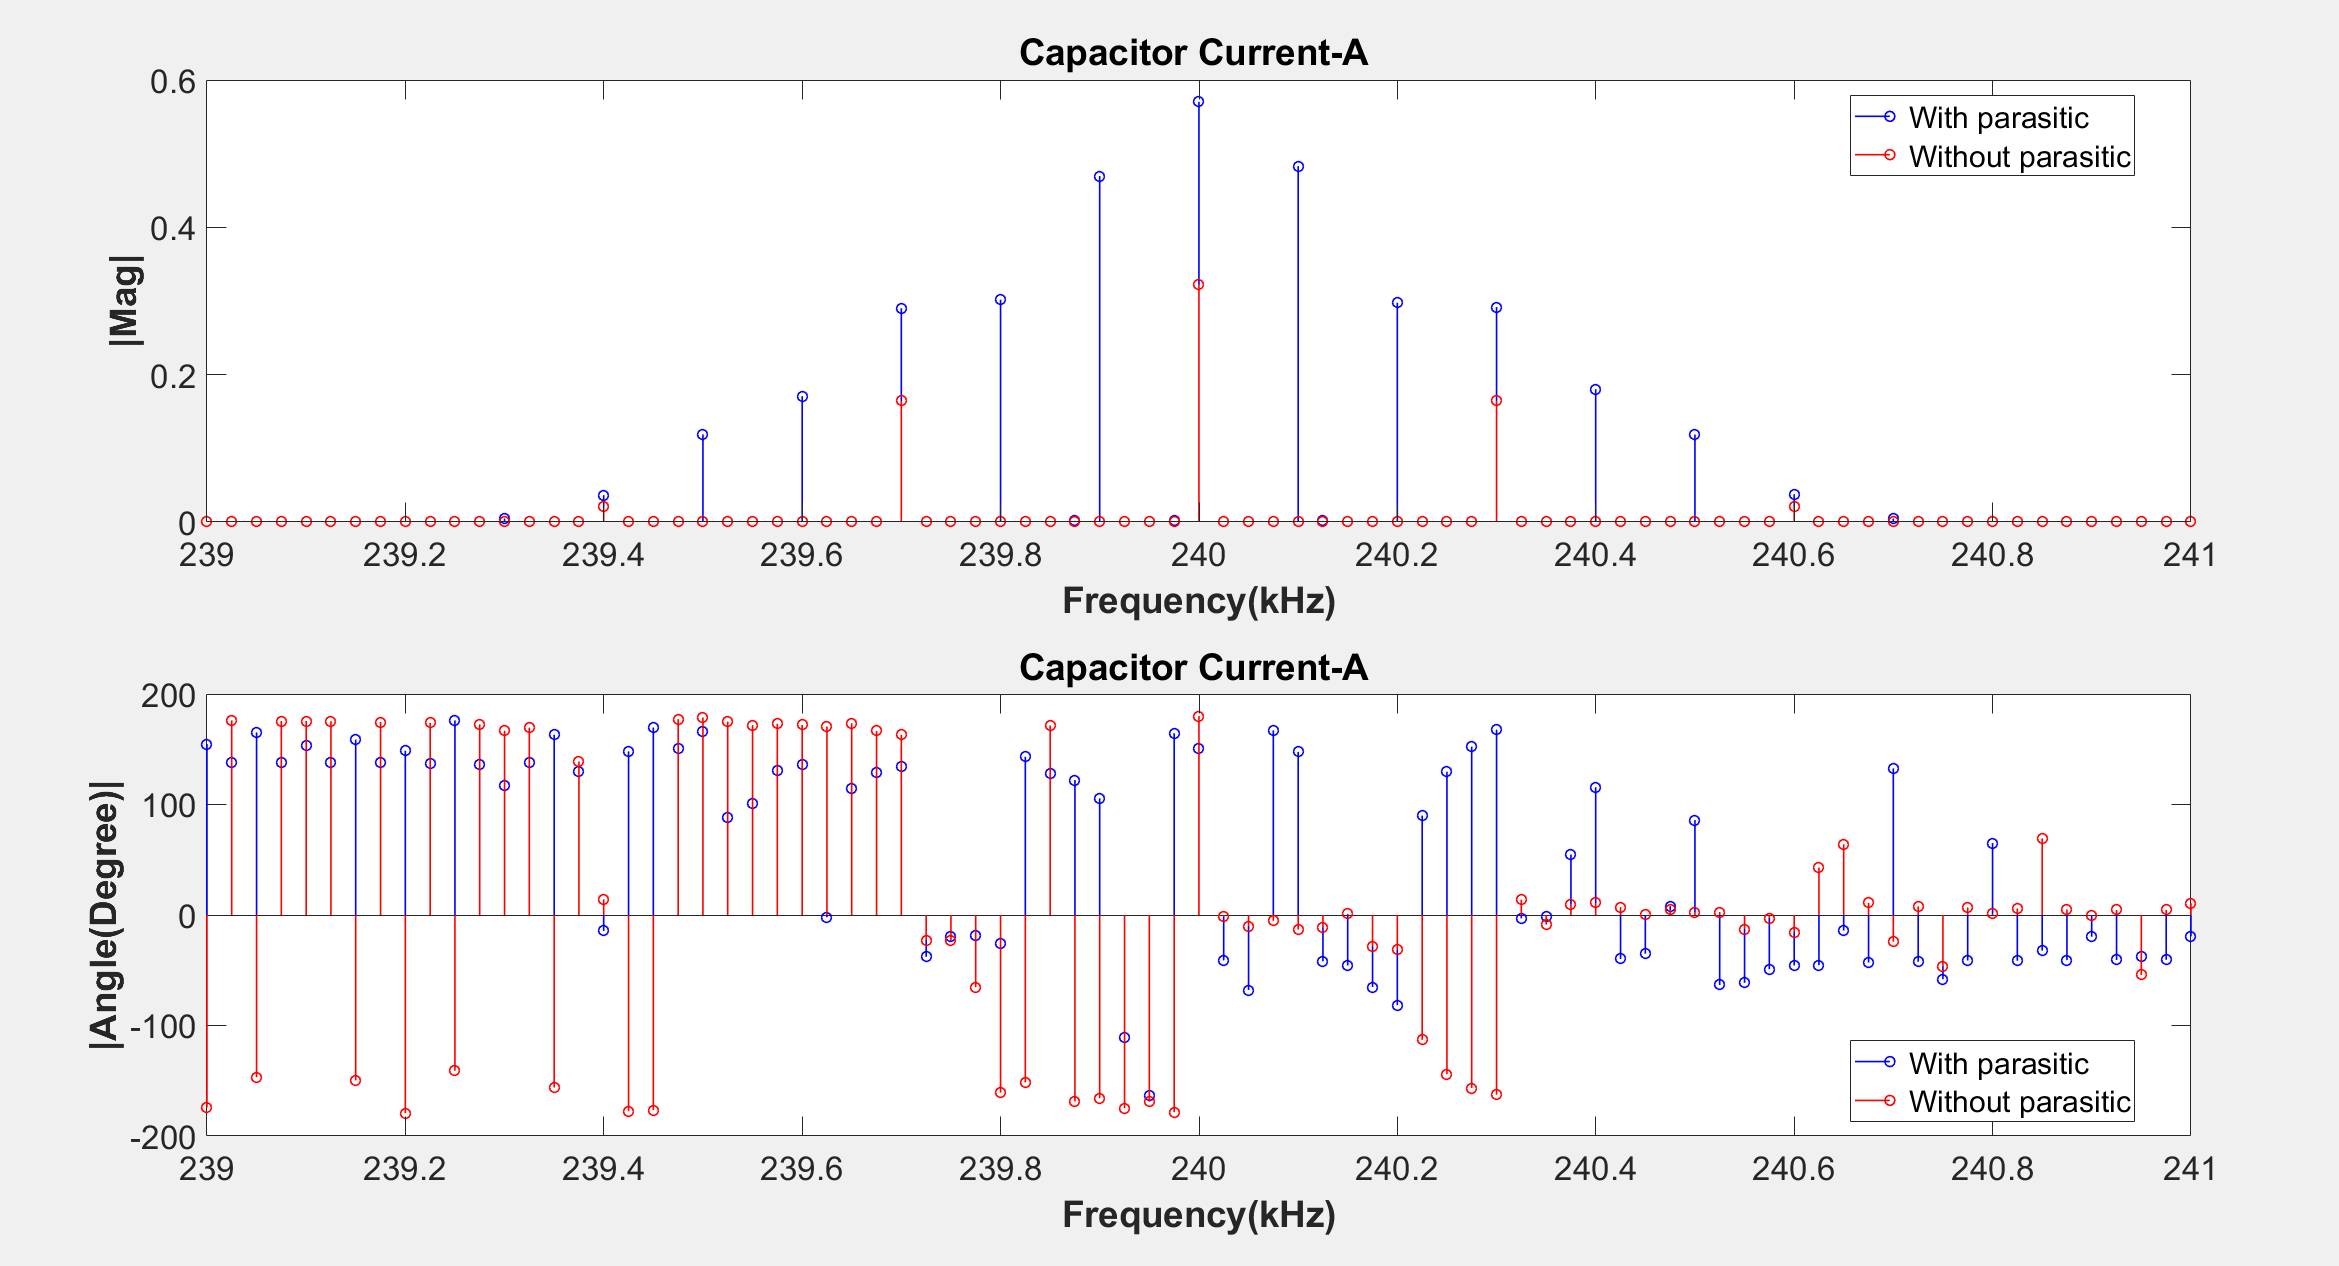 Capacitor Current-A
0.6
0.4
0.2
0
|Mag|
With parasitic
Without parasitic
239 239.2 239.4 239.6 239.8 240 240.2 240.4 240.6 240.8 241
Frequency(kHz)
Capacitor Current-A
200
100
0
-100
-200
|Angle(Degree)|
With parasitic
Without parasitic
239 239.2 239.4 239.6 239.8 240 240.2 240.4 240.6 240.8 241
Frequency(kHz)